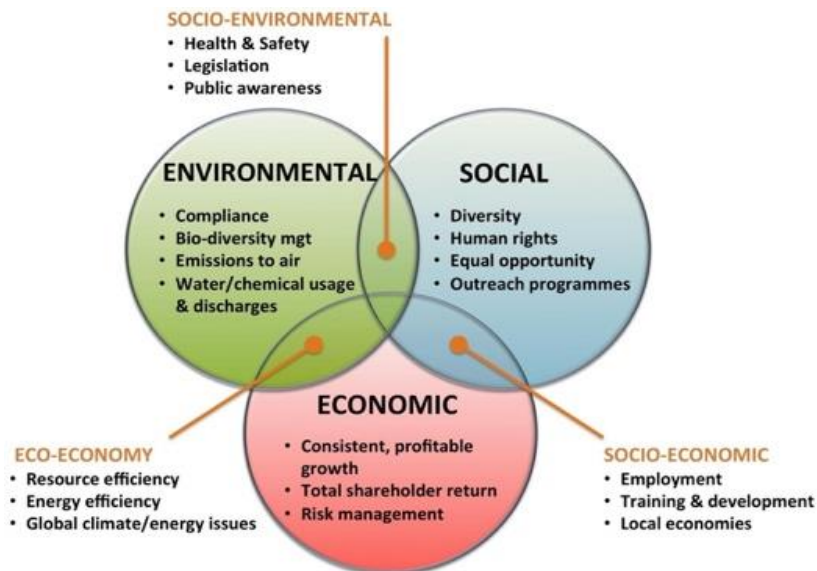 SOCIO-ENVIRONMENTAL
• Health & Safety
• Legislation
• Public awareness
ENVIRONMENTAL
• Compliance
• Bio-diversity mgt
• Emissions to air
• Water/chemical usage
& discharges
SOCIAL
• Diversity
• Human rights
• Equal opportunity
• Outreach programmes
ECONOMIC
• Consistent, profitable
growth
• Total shareholder return
• Risk management
ECO-ECONOMY
• Resource efficiency
• Energy efficiency
• Global climate/energy issues
SOCIO-ECONOMIC
• Employment
• Training & development
• Local economies